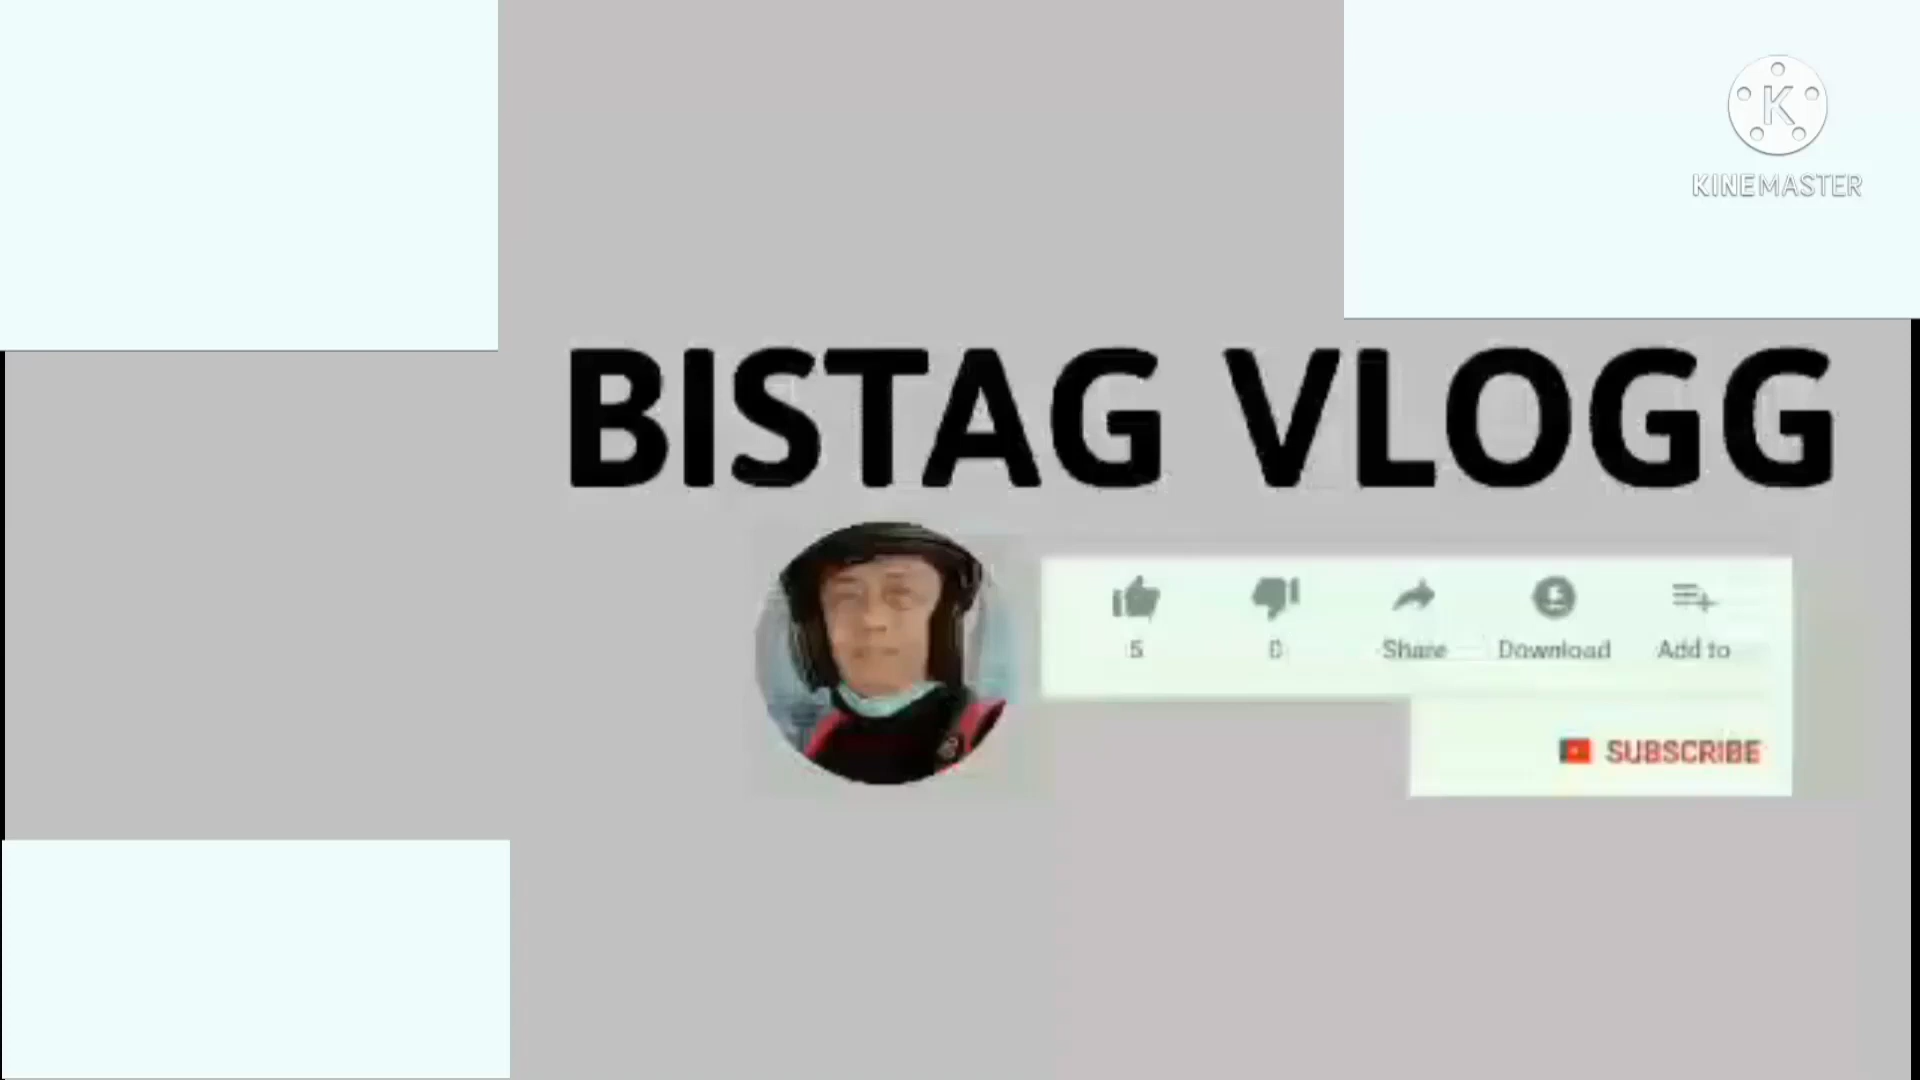 K
KINEMASTER
BISTAG VLOGG
5 0 Share Download Add to
SUBSCRIBE